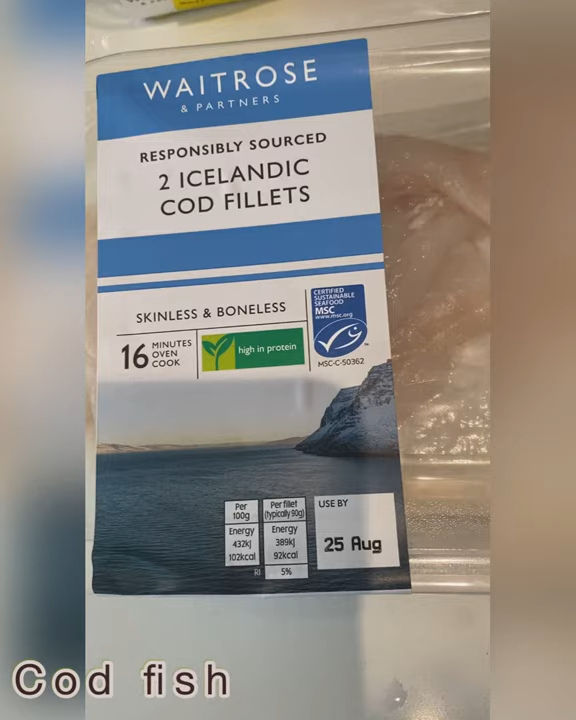 WAITROSE
& PARTNERS
RESPONSIBLY SOURCED
2 ICELANDIC
COD FILLETS
SKINLESS & BONELESS
16 MINUTES
OVEN
COOK
high in protein
CERTIFIED
SUSTAINABLE
SEAFOOD
MSC
www.msc.org
TM
MSC-C-50362
Per
100g
Energy
432kJ
102kcal
Per fillet
(typically 90g)
Energy
389kJ
92kcal
RI 5%
USE BY
25 Aug
Cod fish